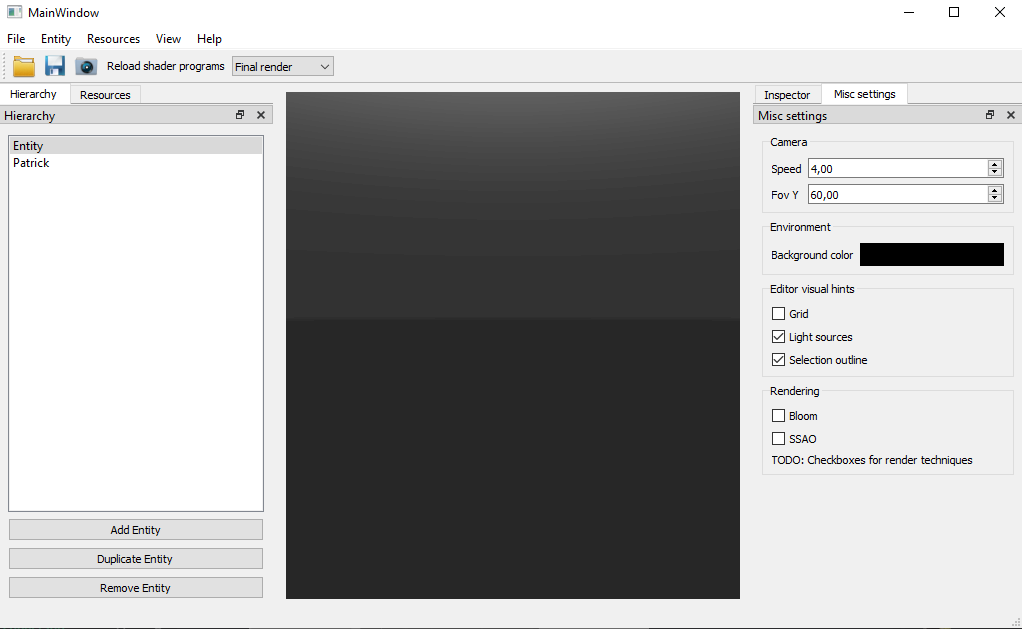 MainWindow
File Entity Resources View Help
Reload shader programs Final render
Hierarchy Resources
Hierarchy
Entity
Patrick
Add Entity
Duplicate Entity
Remove Entity
Inspector Misc settings
Misc settings
Camera
Speed 4,00
Fov Y 60,00
Environment
Background color
Editor visual hints
Grid
Light sources
Selection outline
Rendering
Bloom
SSAO
TODO: Checkboxes for render techniques